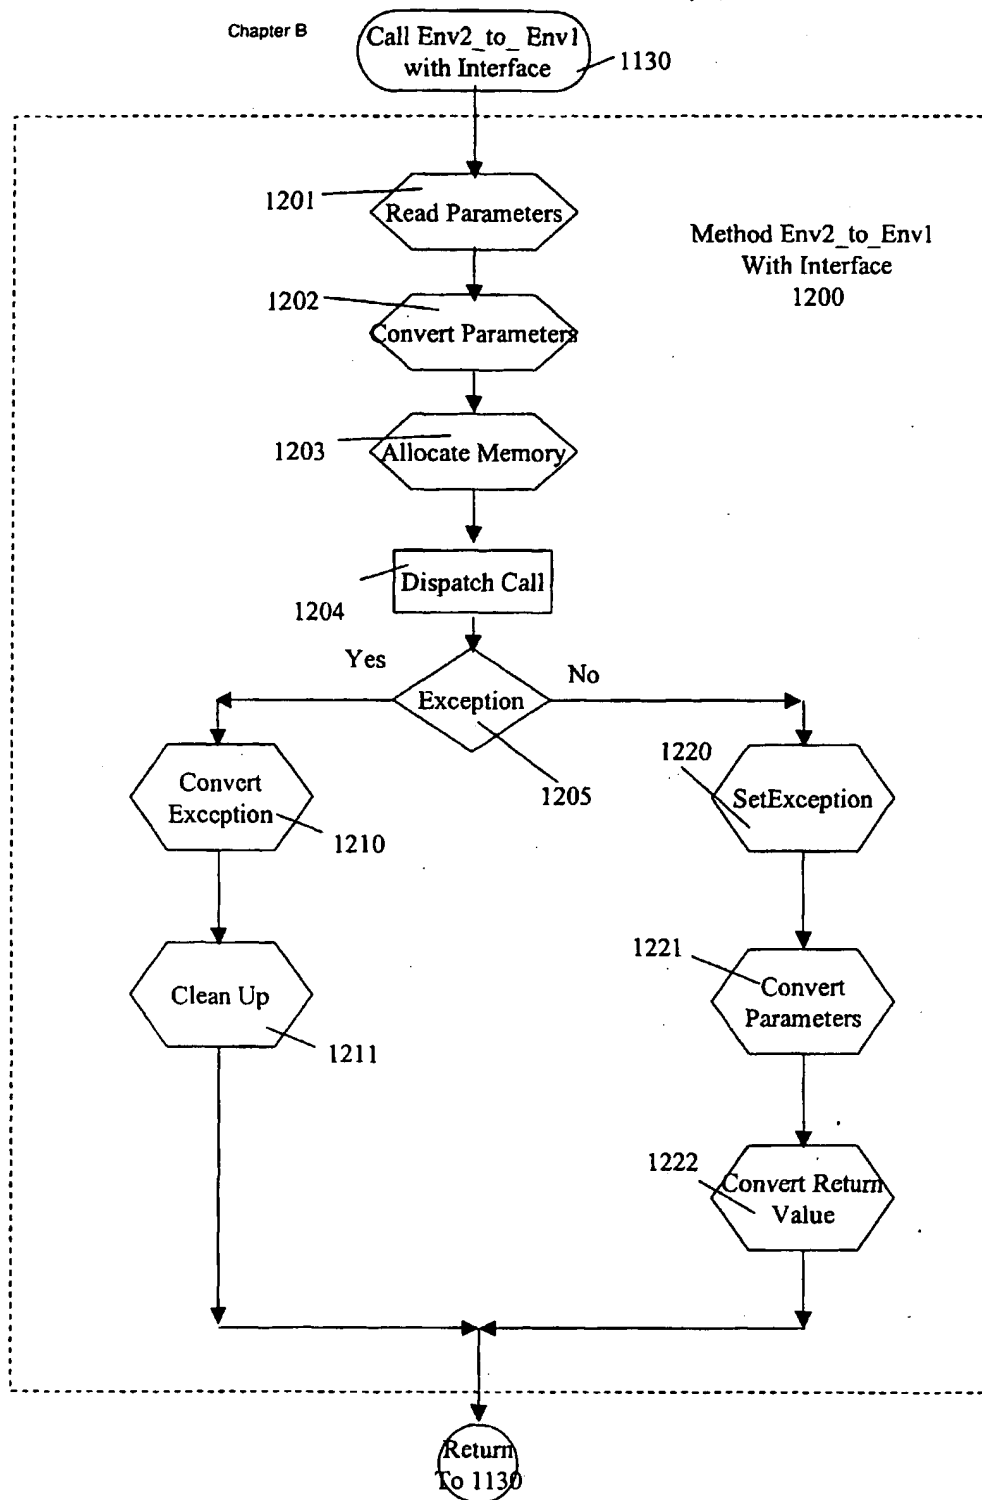 Chapter B
Call Env2_to_ Env1
with Interface
1130
1201
Read Parameters
Method Env2_to_Env1
With Interface
1200
1202
Convert Parameters
1203
Allocate Memory
Dispatch Call
1204
Yes
No
Exception
1205
Convert
Exception
1210
1220
SetException
1221
Convert
Parameters
Clean Up
1211
1222
Convert Return
Value
Return
To 1130